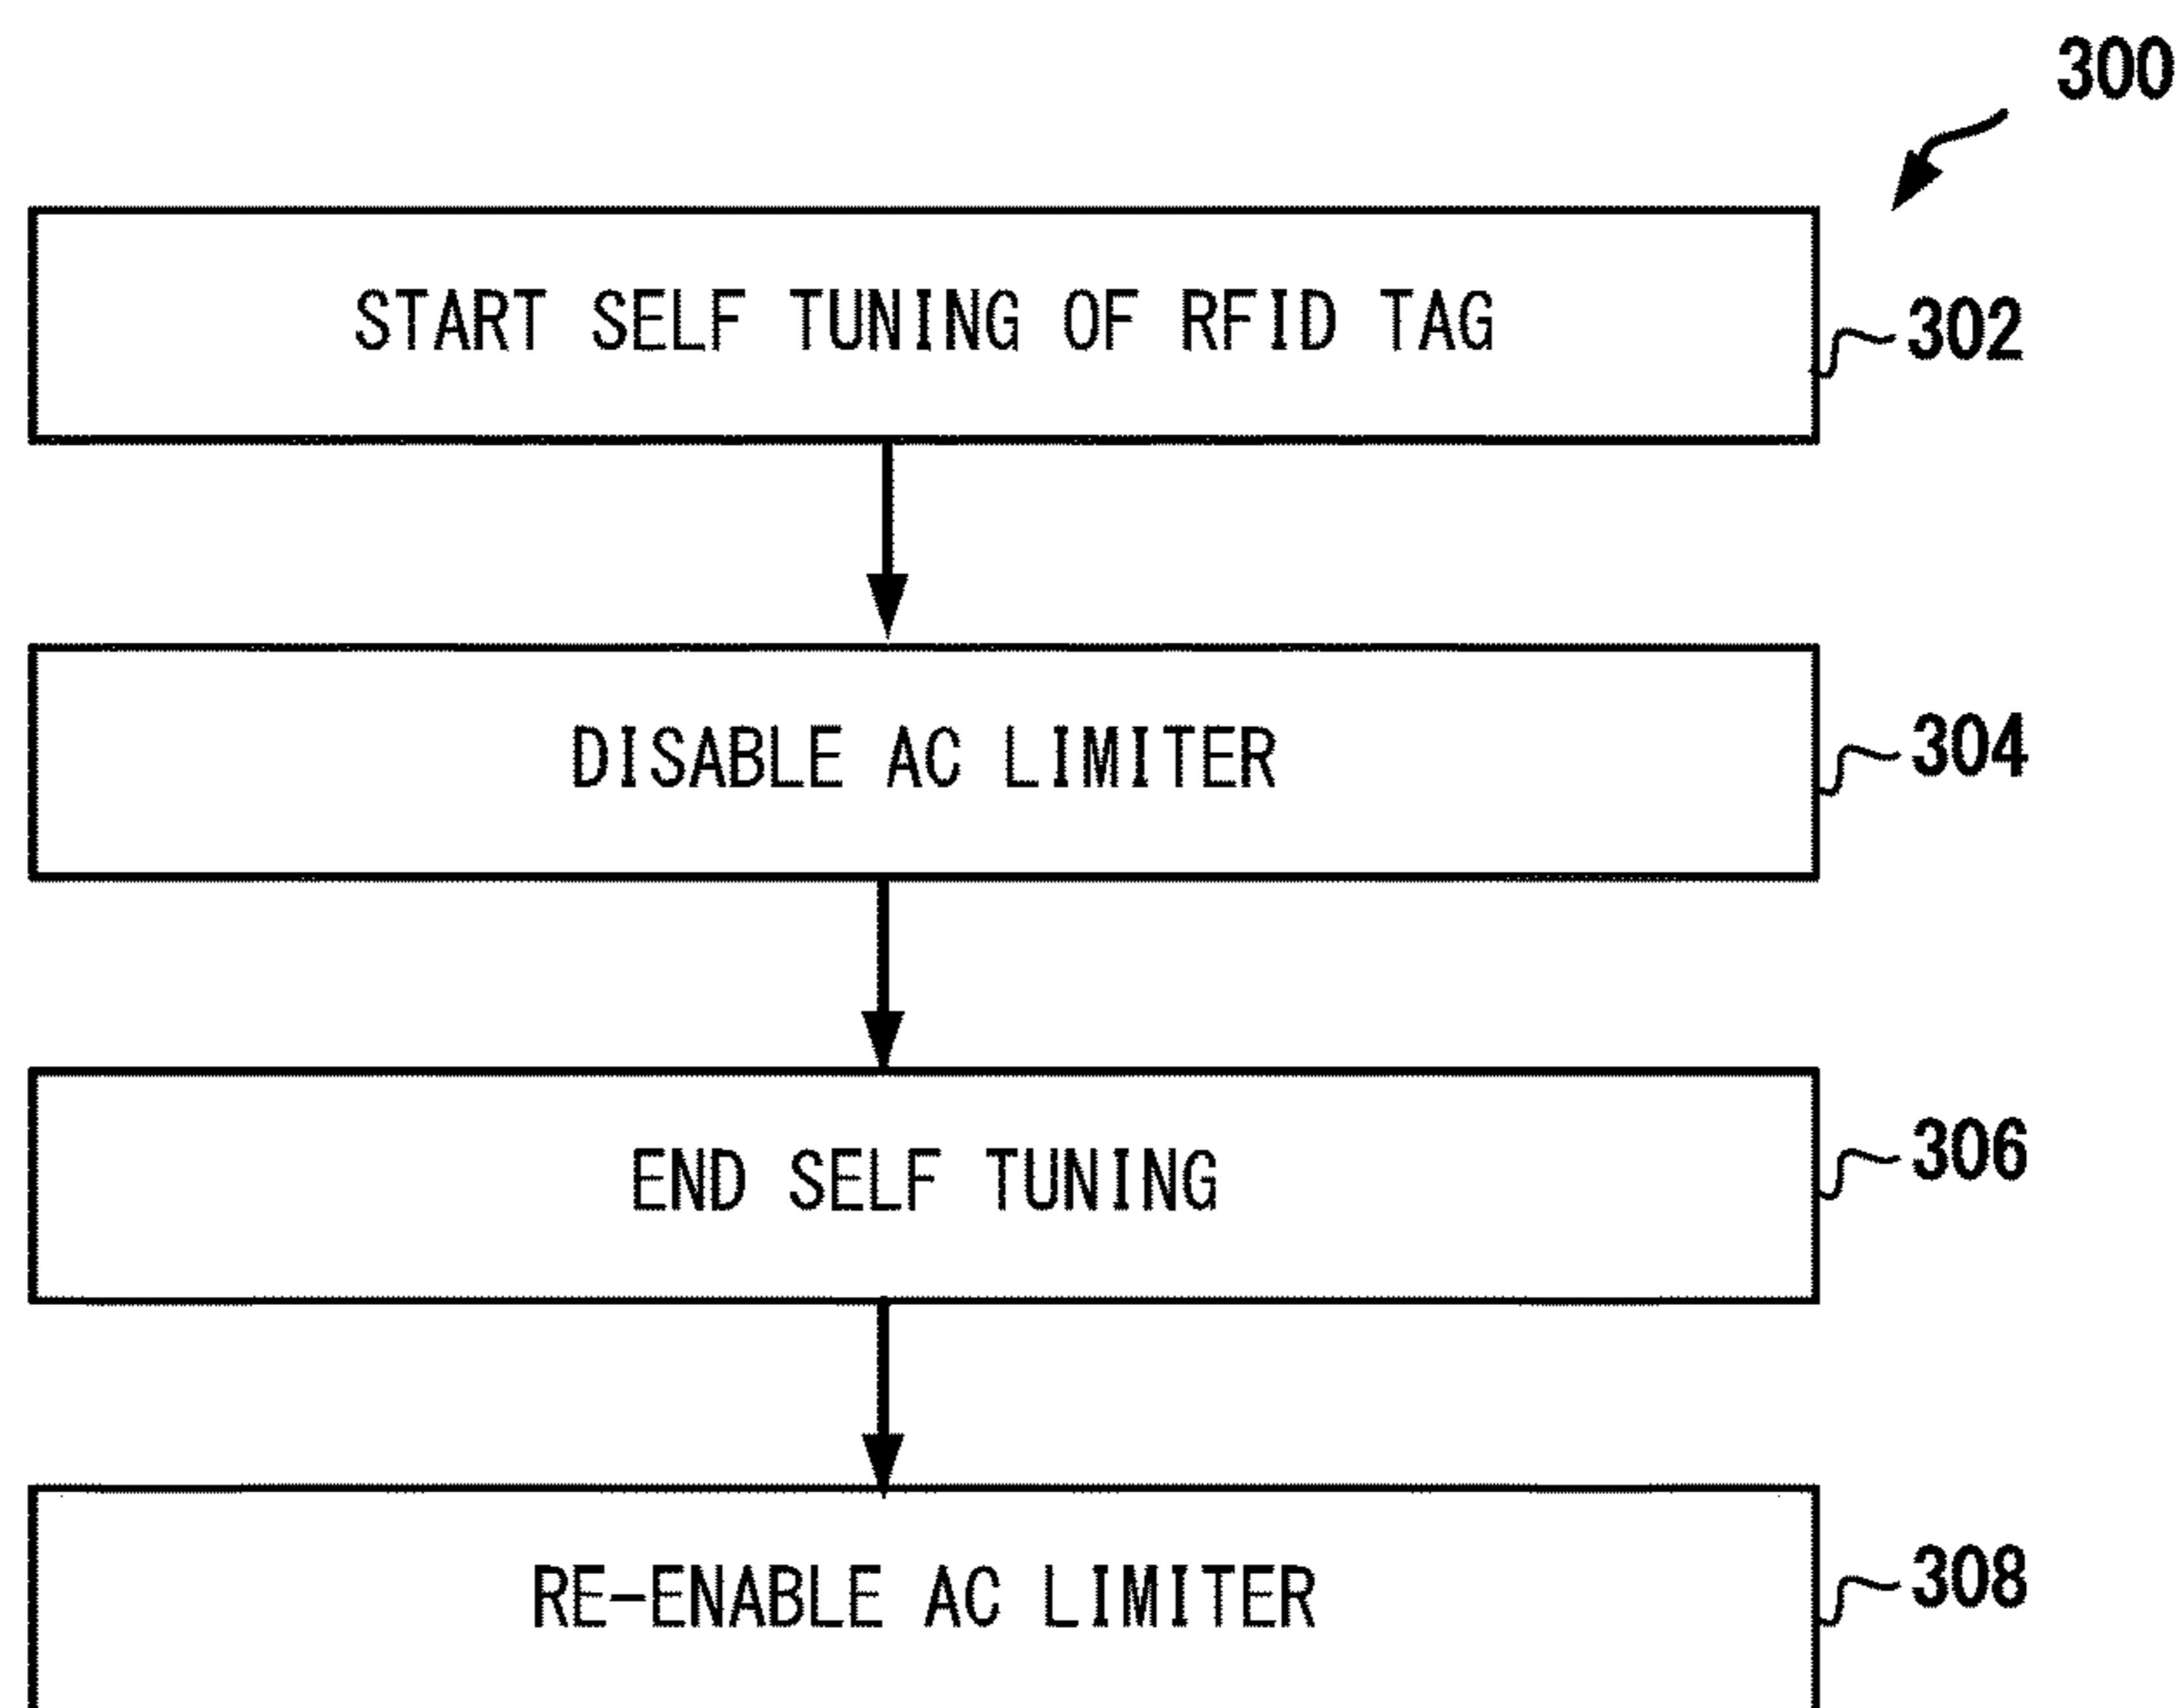 300
START SELF TUNING OF RFID TAG
302
DISABLE AC LIMITER
304
END SELF TUNING
306
RE-ENABLE AC LIMITER
308